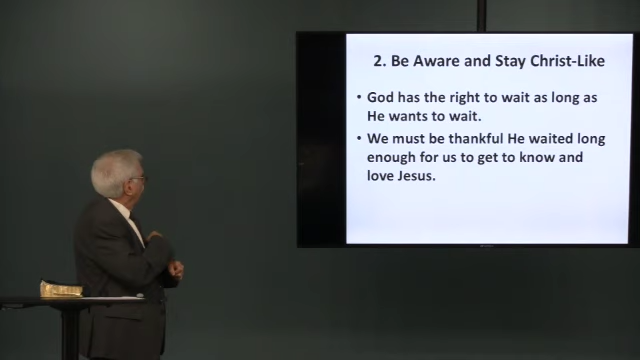 2. Be Aware and Stay Christ-Like
• God has the right to wait as long as
He wants to wait.
• We must be thankful He waited long
enough for us to get to know and
love Jesus.